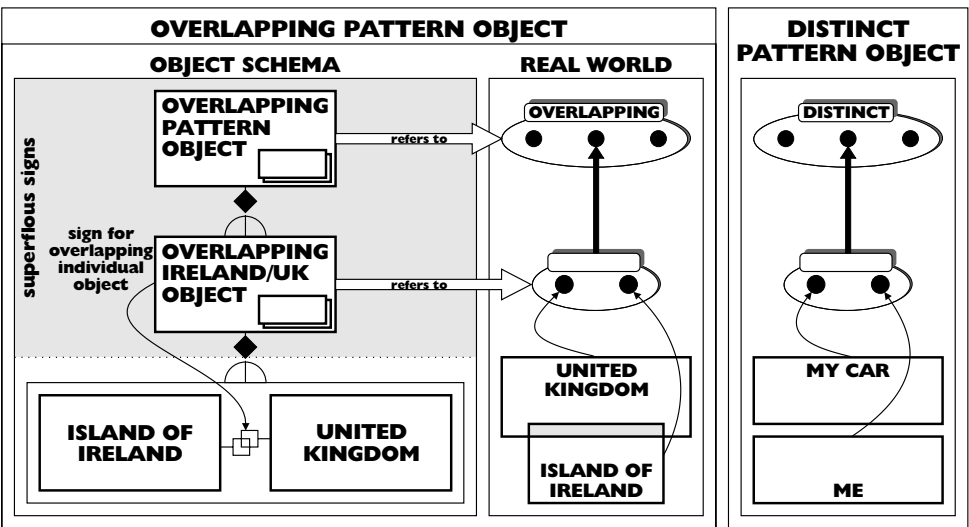 OVERLAPPING PATTERN OBJECT
OBJECT SCHEMA
superflous signs
OVERLAPPING
PATTERN
OBJECT
refers to
sign for
overlapping
individual
object
OVERLAPPING
IRELAND/UK
OBJECT
refers to
ISLAND OF
IRELAND
UNITED
KINGDOM
REAL WORLD
OVERLAPPING
UNITED
KINGDOM
ISLAND OF
IRELAND
DISTINCT
PATTERN OBJECT
DISTINCT
MY CAR
ME